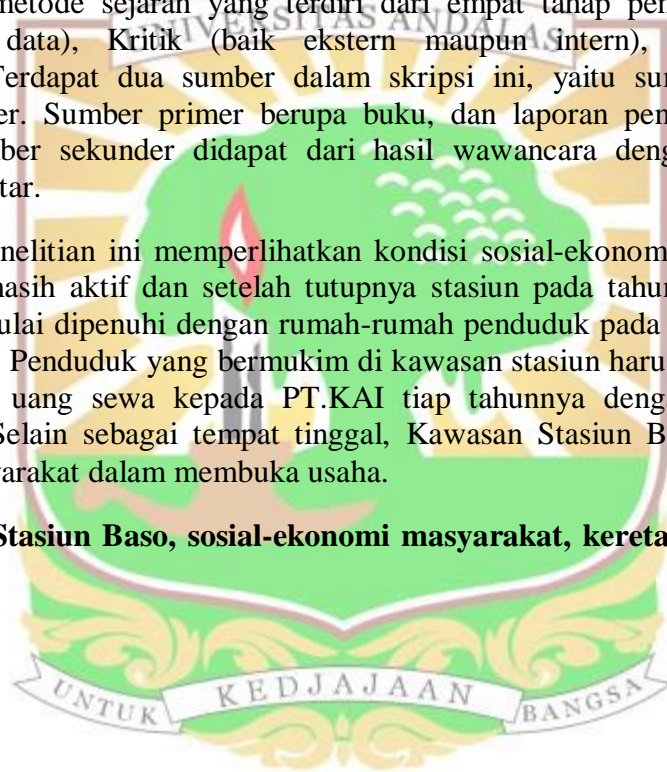 metode sejarah yang terdiri dari empat tahap pen
UNIVERSITAS ANDALAS
data), Kritik (baik ekstern maupun intern),
Terdapat dua sumber dalam skripsi ini, yaitu su
er. Sumber primer berupa buku, dan laporan pen
ber sekunder didapat dari hasil wawancara deng
tar.
nelitian ini memperlihatkan kondisi sosial-ekonom
masih aktif dan setelah tutupnya stasiun pada tahun
ulai dipenuhi dengan rumah-rumah penduduk pada
Penduduk yang bermukim di kawasan stasiun haru
uang sewa kepada PT.KAI tiap tahunnya deng
Selain sebagai tempat tinggal, Kawasan Stasiun B
yarakat dalam membuka usaha.
Stasiun Baso, sosial-ekonomi masyarakat, kereta
UNTUK KEDJAJAAN BANGSA